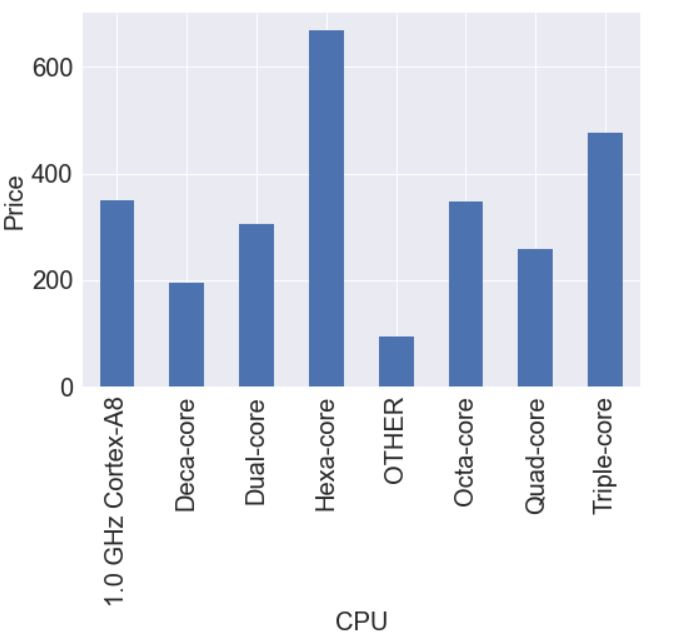 600
400
200
0
Price
1.0 GHz Cortex-A8
Deca-core
Dual-core
Hexa-core
OTHER
Octa-core
Quad-core
Triple-core
CPU